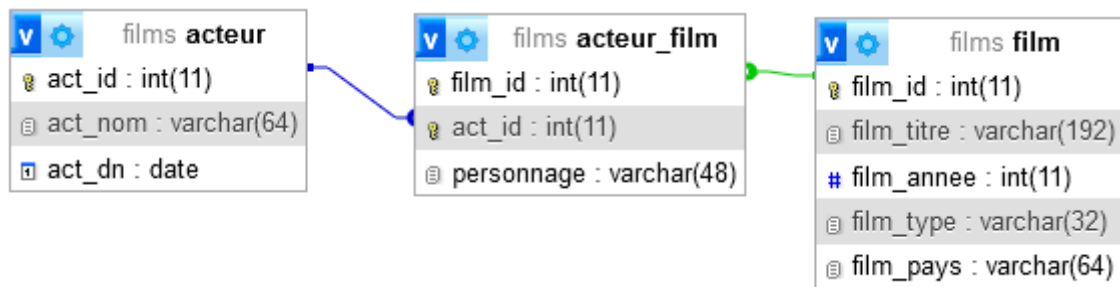 v films acteur
act_id : int(11)
act_nom : varchar(64)
act_dn : date
v films acteur_film
film_id : int(11)
act_id : int(11)
personnage : varchar(48)
v films film
film_id : int(11)
film_titre : varchar(192)
# film_annee : int(11)
film_type : varchar(32)
film_pays : varchar(64)